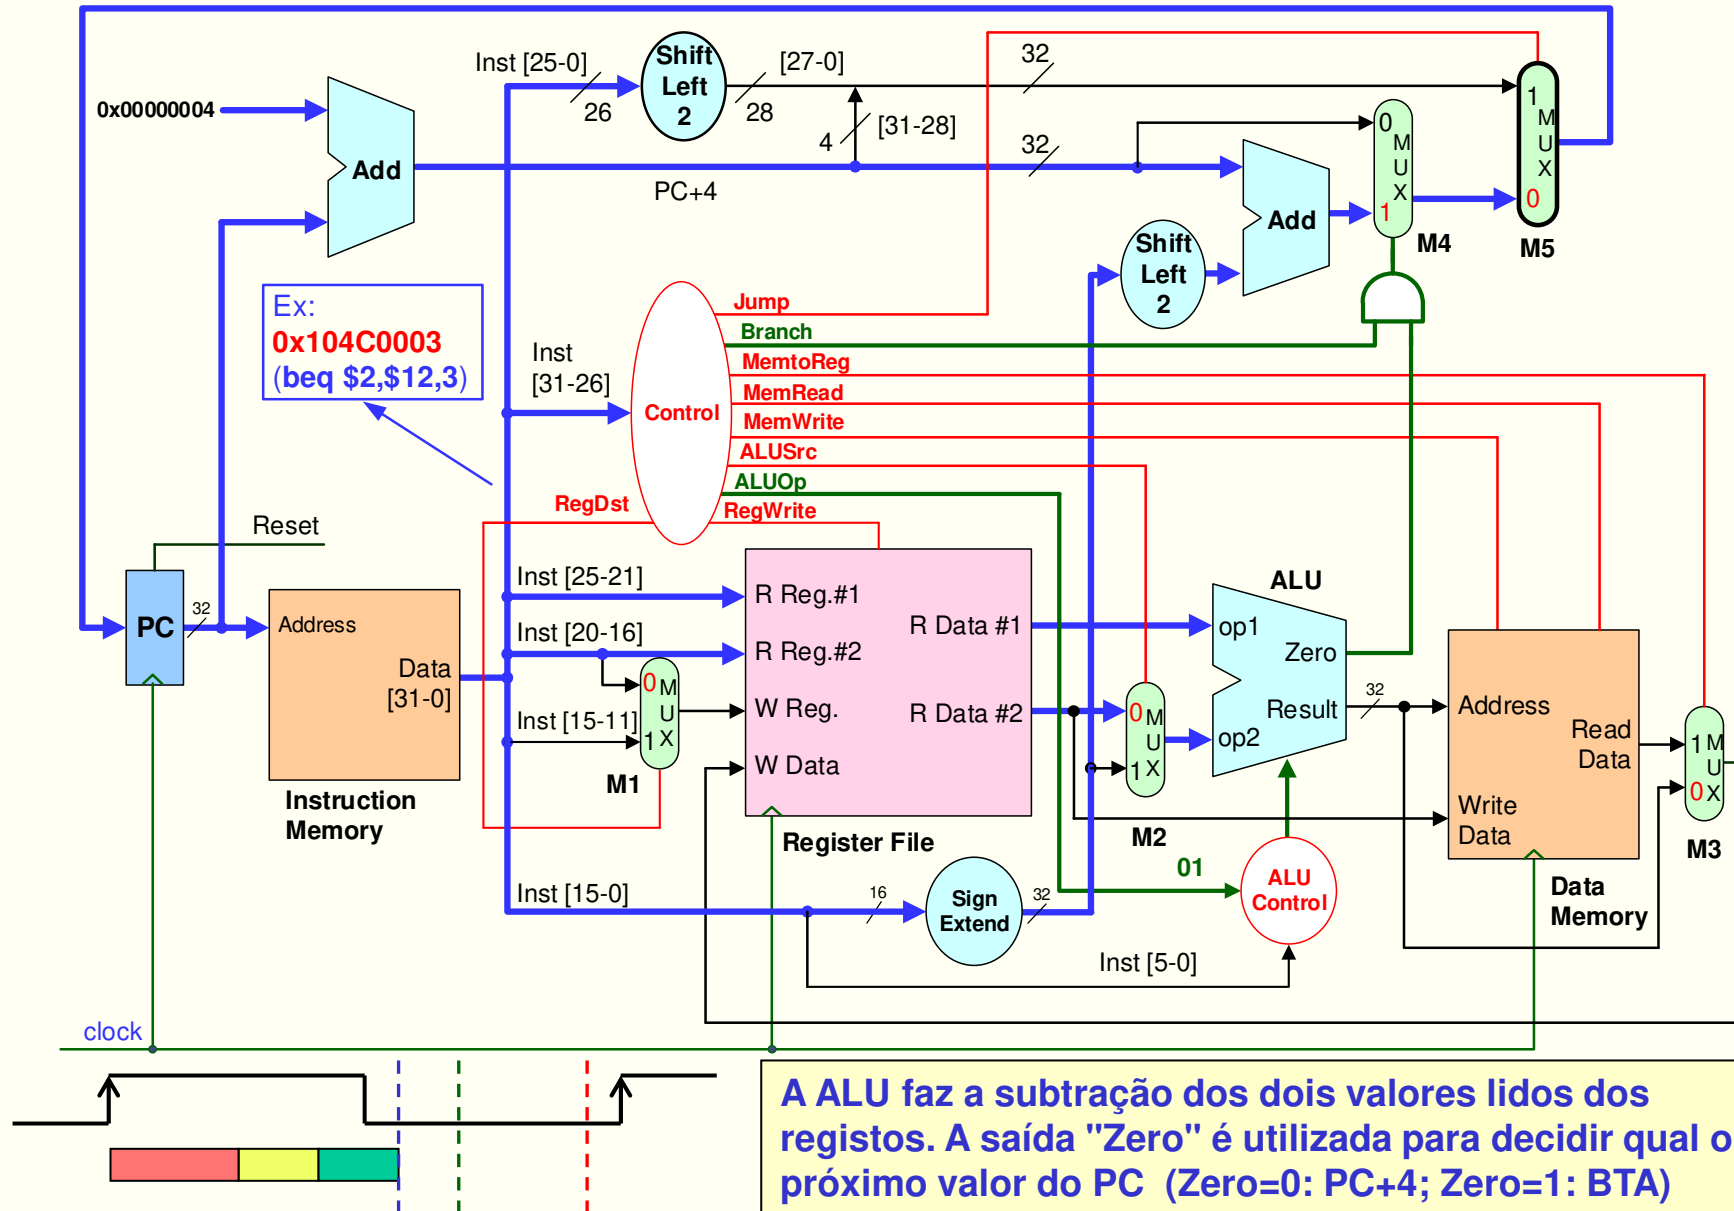 Inst [25-0]
26
Shift
Left
2
[27-0]
28
4
[31-28]
32
0x00000004
Add
PC+4
32
0
M
U
X
1
M4
1
M
U
X
0
M5
Add
Shift
Left
2
Ex:
0x104C0003
(beq $2,$12,3)
Inst
[31-26]
Control
Jump
Branch
MemtoReg
MemRead
MemWrite
ALUSrc
ALUOp
RegWrite
RegDst
Reset
PC
32
Address
Data
[31-0]
Instruction
Memory
Inst [25-21]
Inst [20-16]
Inst [15-11]
0
M
U
X
1
M1
R Reg.#1
R Reg.#2
W Reg.
W Data
R Data #1
R Data #2
Register File
0
M
U
X
1
M2
ALU
op1
Zero
Result
op2
32
Address
Read
Data
Write
Data
Data
Memory
1
M
U
X
0
M3
Inst [15-0]
16
Sign
Extend
32
01
ALU
Control
Inst [5-0]
clock
A ALU faz a subtração dos dois valores lidos dos
registos. A saída "Zero" é utilizada para decidir qual o
próximo valor do PC (Zero=0: PC+4; Zero=1: BTA)